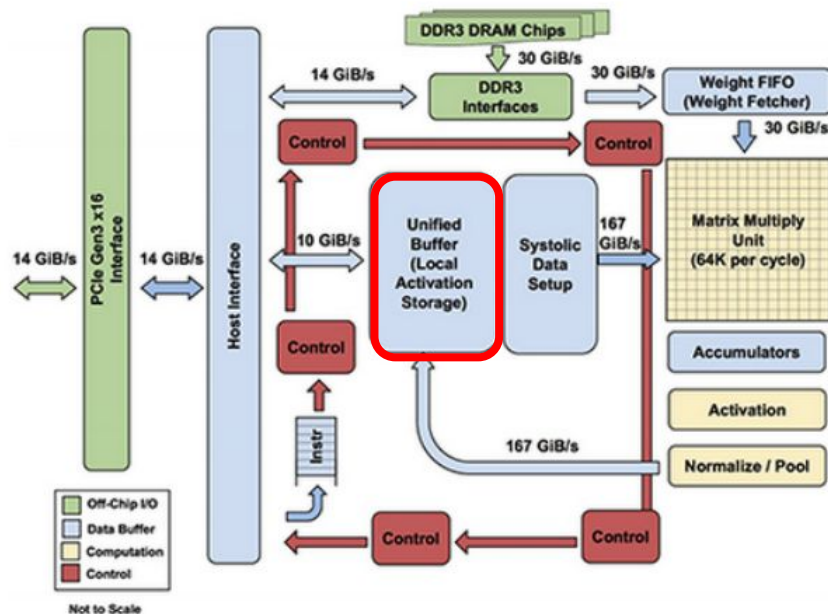 DDR3 DRAM Chips
30 GiB/s
14 GiB/s
DDR3
Interfaces
30 GiB/s
Weight FIFO
(Weight Fetcher)
30 GiB/s
Control
Control
PCIe Gen3 x16
Interface
14 GiB/s
14 GiB/s
Host Interface
10 GiB/s
Unified
Buffer
(Local
Activation
Storage)
Systolic
Data
Setup
167
GiB/s
Matrix Multiply
Unit
(64K per cycle)
Control
Accumulators
Activation
Instr
167 GiB/s
Normalize / Pool
Off-Chip I/O
Data Buffer
Computation
Control
Control
Control
Not to Scale